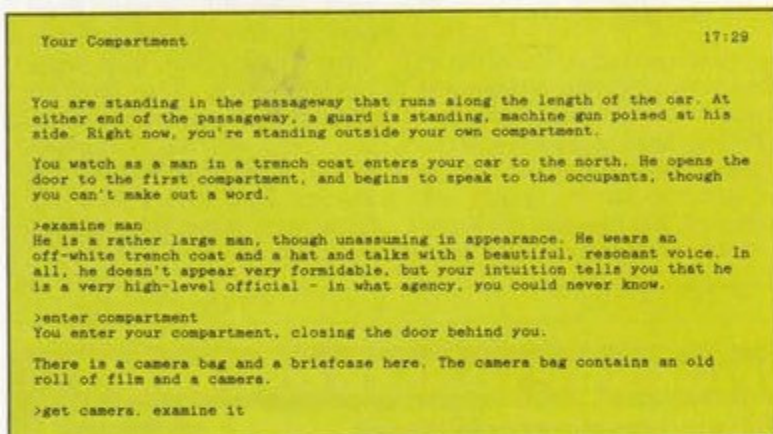 Your Compartment 17:29
You are standing in the passageway that runs along the length of the car. At
either end of the passageway, a guard is standing, machine gun poised at his
side. Right now, you're standing outside your own compartment.
You watch as a man in a trench coat enters your car to the north. He opens the
door to the first compartment, and begins to speak to the occupants, though
you can't make out a word.
>examine man
He is a rather large man, though unassuming in appearance. He wears an
off-white trench coat and a hat and talks with a beautiful, resonant voice. In
all, he doesn't appear very formidable, but your intuition tells you that he
is a very high-level official - in what agency, you could never know.
>enter compartment
You enter your compartment, closing the door behind you.
There is a camera bag and a briefcase here. The camera bag contains an old
roll of film and a camera.
>get camera. examine it